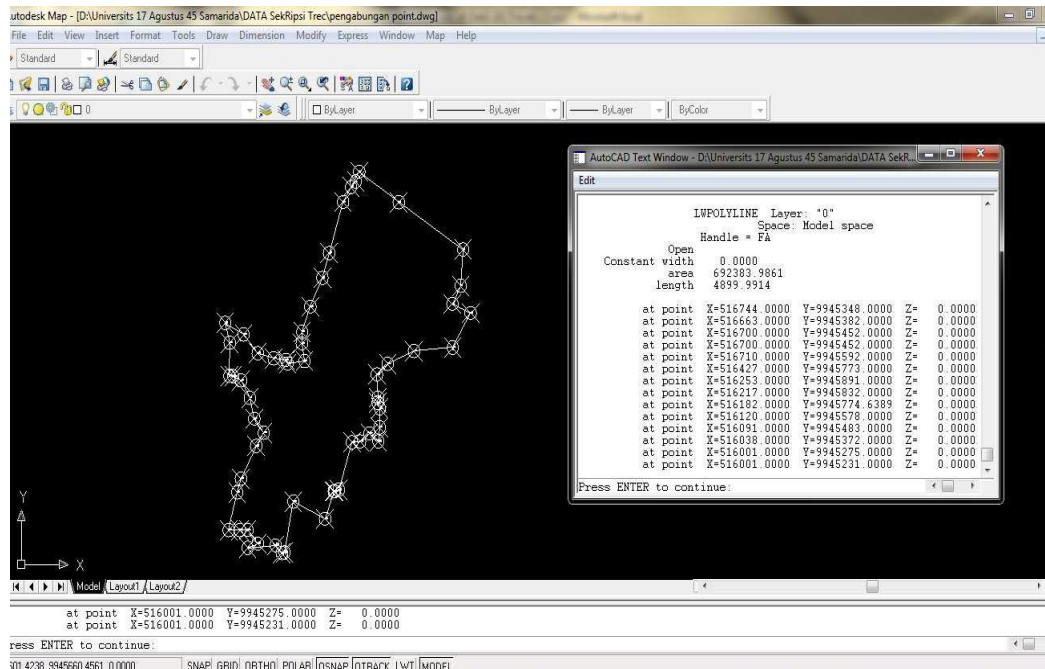 utodesk Map - [D:\Universits 17 Agustus 45 Samarida\DATA SekRipsi Trec\pengabungan point.dwg]
File Edit View Insert Format Tools Draw Dimension Modify Express Window Map Help
Standard Standard
0 ByLayer ByLayer ByLayer ByColor
AutoCAD Text Window - D:\Universits 17 Agustus 45 Samarida\DATA SekR...
Edit
LWPOLYLINE Layer: "0"
Space: Model space
Handle = FA
Open
Constant width 0.0000
area 692383.9861
length 4899.9914
at point X=516744.0000 Y=9945348.0000 Z= 0.0000
at point X=516663.0000 Y=9945382.0000 Z= 0.0000
at point X=516700.0000 Y=9945452.0000 Z= 0.0000
at point X=516700.0000 Y=9945452.0000 Z= 0.0000
at point X=516710.0000 Y=9945592.0000 Z= 0.0000
at point X=516427.0000 Y=9945773.0000 Z= 0.0000
at point X=516253.0000 Y=9945891.0000 Z= 0.0000
at point X=516217.0000 Y=9945832.0000 Z= 0.0000
at point X=516182.0000 Y=9945774.6389 Z= 0.0000
at point X=516120.0000 Y=9945578.0000 Z= 0.0000
at point X=516091.0000 Y=9945483.0000 Z= 0.0000
at point X=516038.0000 Y=9945372.0000 Z= 0.0000
at point X=516001.0000 Y=9945275.0000 Z= 0.0000
at point X=516001.0000 Y=9945231.0000 Z= 0.0000
Press ENTER to continue:
Y
X
Model Layout1 Layout2
at point X=516001.0000 Y=9945275.0000 Z= 0.0000
at point X=516001.0000 Y=9945231.0000 Z= 0.0000
ress ENTER to continue:
601.4238, 9945660.4561, 0.0000 SNAP GRID ORTHO POLAR OSNAP OTRACK LWT MODEL